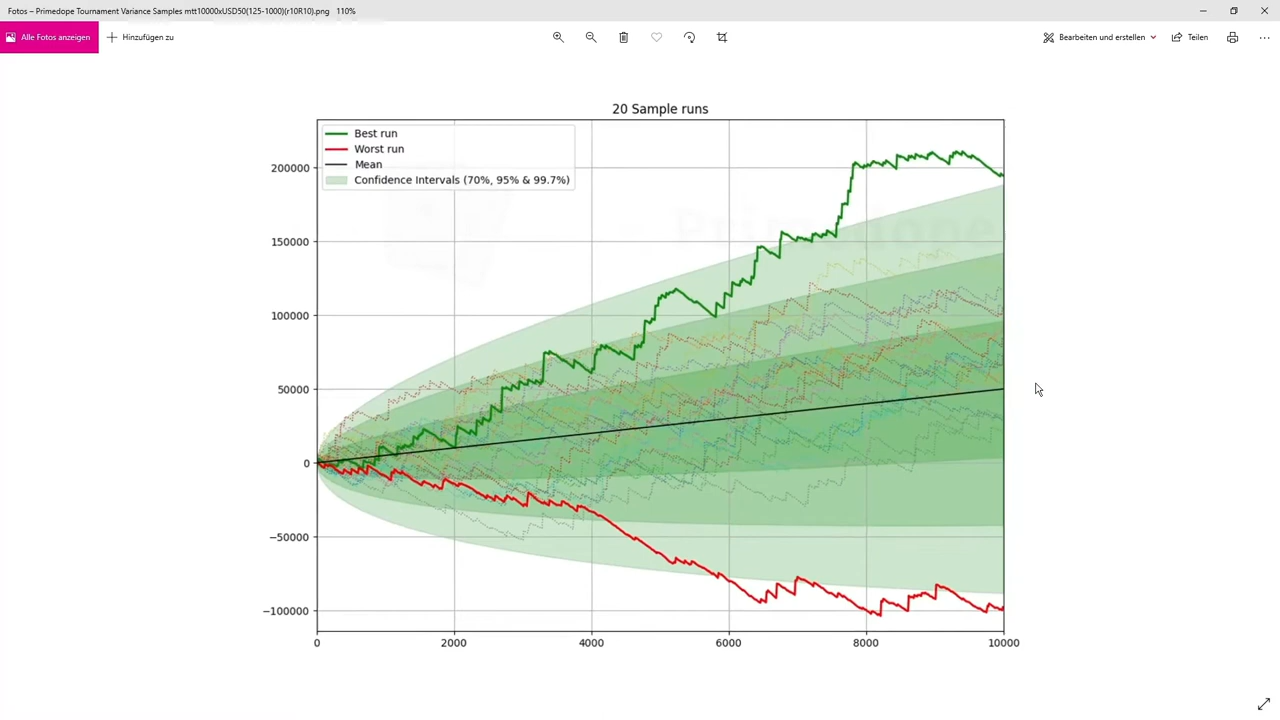 Fotos – Primedope Tournament Variance Samples mtt10000xUSD50(125-1000)(r10R10).png 110%
Alle Fotos anzeigen
Hinzufügen zu
Bearbeiten und erstellen
Teilen
20 Sample runs
Best run
Worst run
Mean
Confidence Intervals (70%, 95% & 99.7%)
Primedope
200000
150000
100000
50000
0
−50000
−100000
0 2000 4000 6000 8000 10000